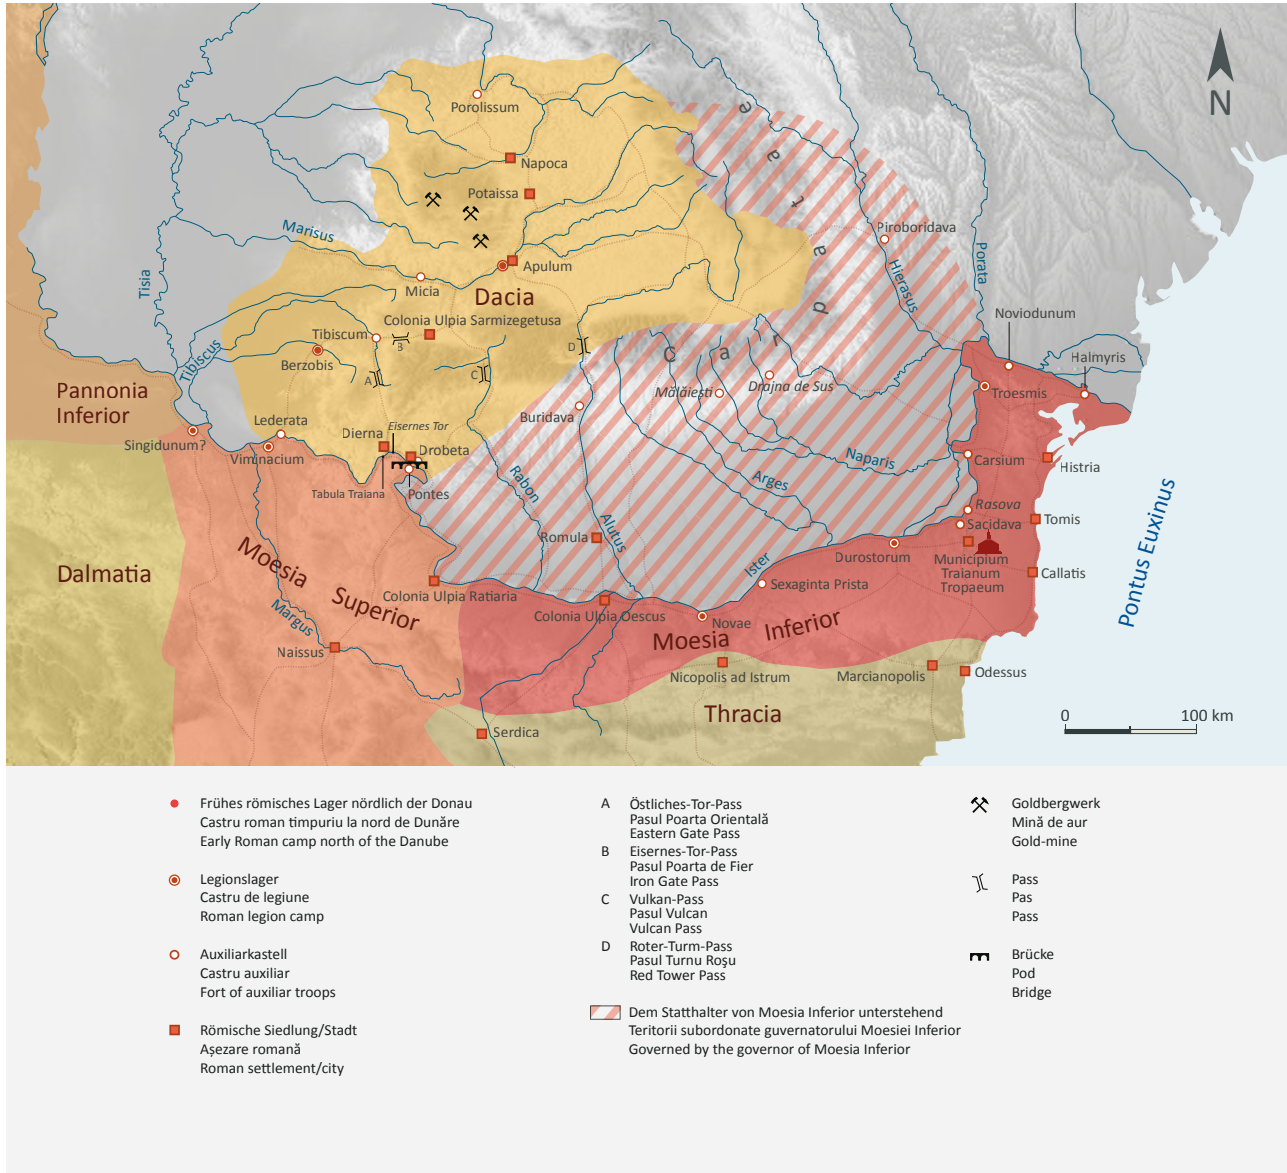 N
Porolissum
Napoca
Potaissa
Marisus
Tisia
Apulum
Micia
Dacia
Colonia Ulpia Sarmizegetusa
Tibiscum
B
D
Berzobis
A
C
Tibiscus
Pannonia
Inferior
Piroboridava
Hierasus
Porata
Noviodunum
Halmyris
Troesmis
C a r p a t e
Mălăiești
Drajna de Sus
Buridava
Lederata
Dierna
Eisernes Tor
Drobeta
Singidunum?
Viminacium
Tabula Traiana
Pontes
Rabon
Alutus
Arges
Naparis
Carsium
Histria
Rasova
Sacidava
Tomis
Romula
Durostorum
Municipium
Traianum
Tropaeum
Callatis
Pontus Euxinus
Ister
Sexaginta Prista
Dalmatia
Moesia
Superior
Margus
Colonia Ulpia Ratiaria
Colonia Ulpia Oescus
Novae
Moesia
Inferior
Naissus
Nicopolis ad Istrum
Marcianopolis
Odessus
Serdica
Thracia
0 100 km
Frühes römisches Lager nördlich der Donau
Castru roman timpuriu la nord de Dunăre
Early Roman camp north of the Danube
Legionslager
Castru de legiune
Roman legion camp
Auxiliarkastell
Castru auxiliar
Fort of auxiliar troops
Römische Siedlung/Stadt
Așezare romană
Roman settlement/city
A Östliches-Tor-Pass
Pasul Poarta Orientală
Eastern Gate Pass
B Eisernes-Tor-Pass
Pasul Poarta de Fier
Iron Gate Pass
C Vulkan-Pass
Pasul Vulcan
Vulcan Pass
D Roter-Turm-Pass
Pasul Turnu Roşu
Red Tower Pass
Dem Statthalter von Moesia Inferior unterstehend
Teritorii subordonate guvernatorului Moesiei Inferior
Governed by the governor of Moesia Inferior
Goldbergwerk
Mină de aur
Gold-mine
Pass
Pas
Pass
Brücke
Pod
Bridge